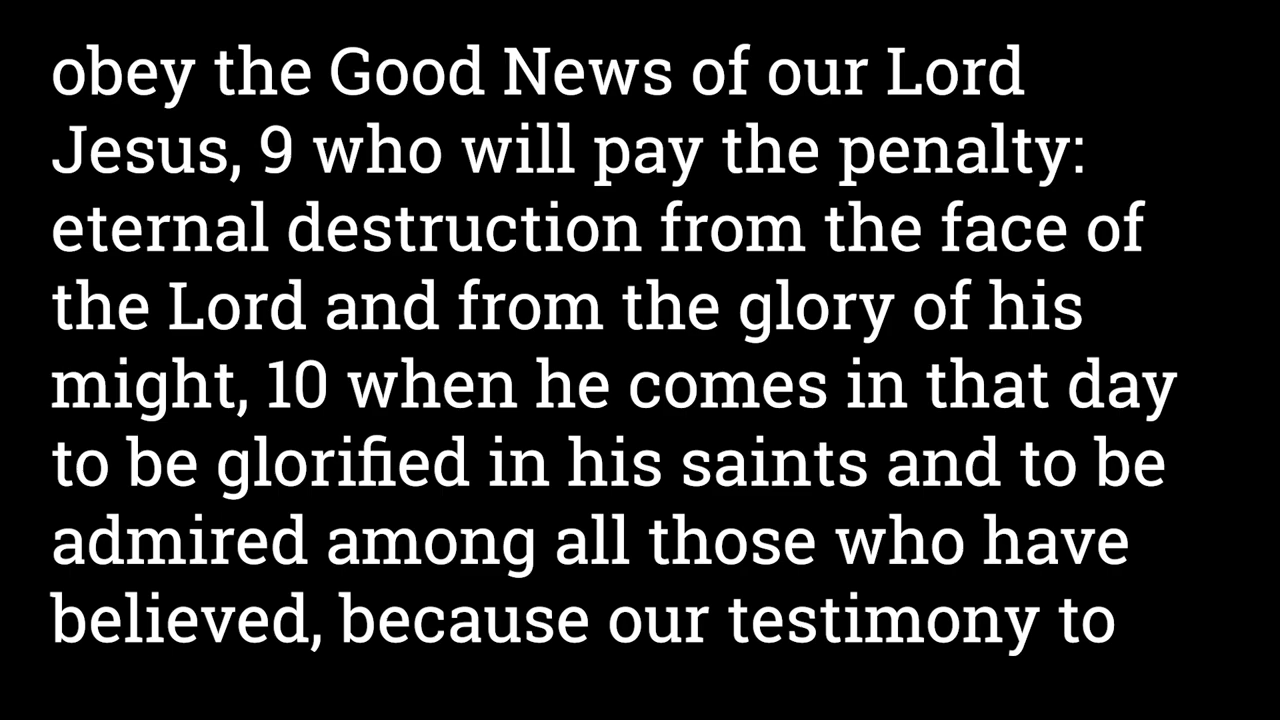 obey the Good News of our Lord
Jesus, 9 who will pay the penalty:
eternal destruction from the face of
the Lord and from the glory of his
might, 10 when he comes in that day
to be glorified in his saints and to be
admired among all those who have
believed, because our testimony to